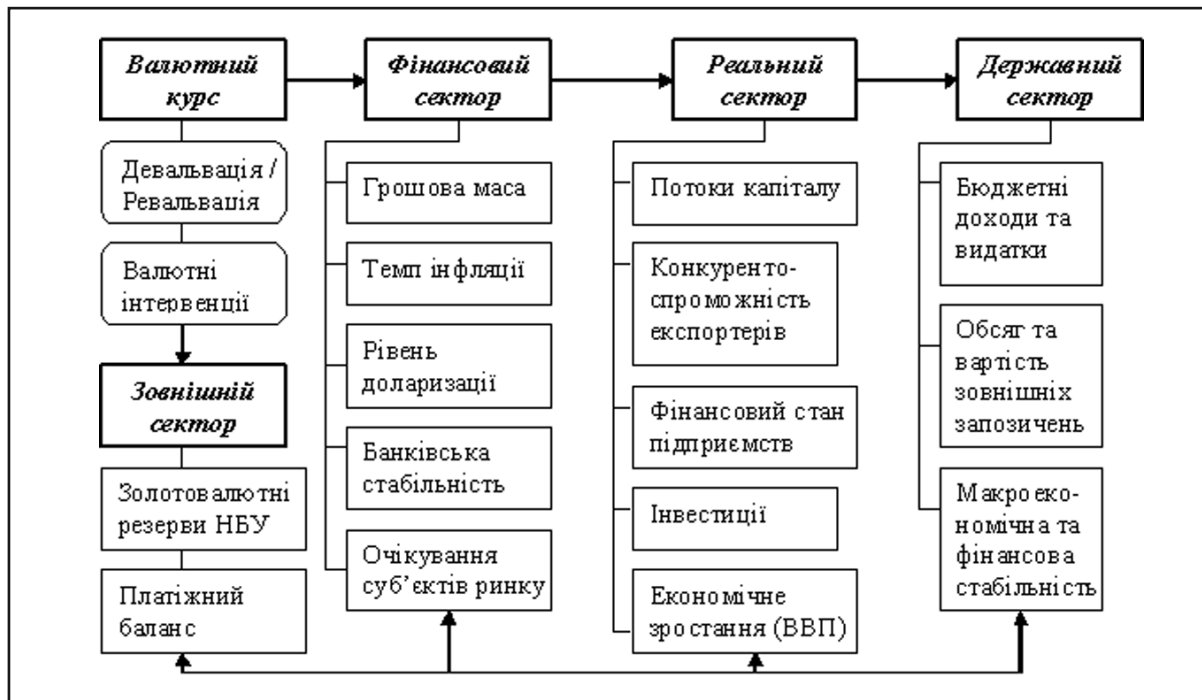 Валютний
курс
Фінансовий
сектор
Реальний
сектор
Державний
сектор
Девальвація /
Ревальвація
Валютні
інтервенції
Зовнішній
сектор
Золотовалютні
резерви НБУ
Платіжний
баланс
Грошова маса
Темп інфляції
Рівень
доларизації
Банківська
стабільність
Очікування
суб’єктів ринку
Потоки капіталу
Конкуренто-
спроможність
експортерів
Фінансовий стан
підприємств
Інвестиції
Економічне
зростання (ВВП)
Бюджетні
доходи та
видатки
Обсяг та
вартість
зовнішніх
запозичень
Макроеко-
номічна та
фінансова
стабільність